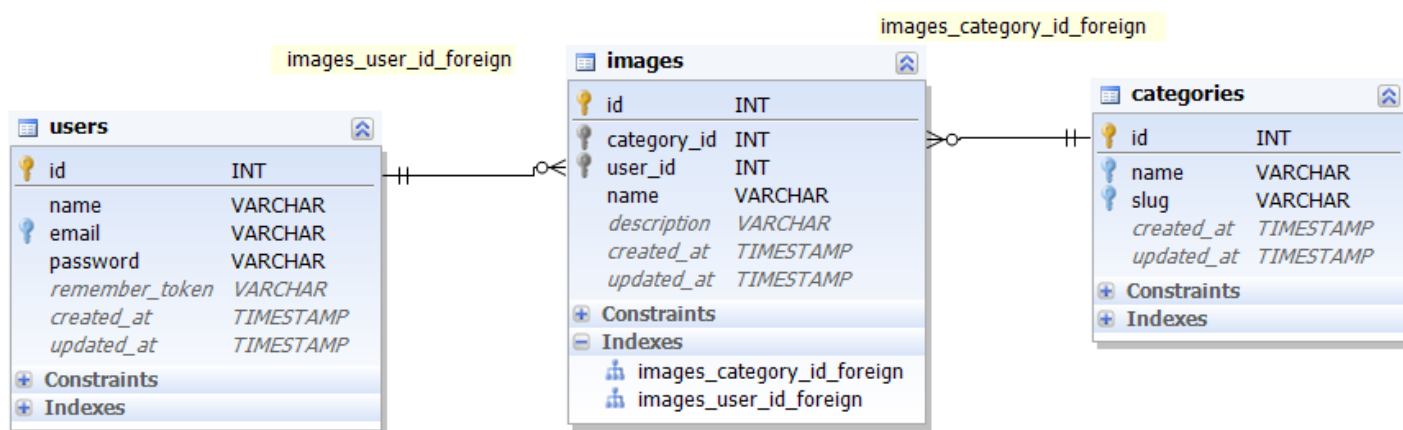 images_user_id_foreign
images_category_id_foreign
users
id INT
name VARCHAR
email VARCHAR
password VARCHAR
remember_token VARCHAR
created_at TIMESTAMP
updated_at TIMESTAMP
Constraints
Indexes
images
id INT
category_id INT
user_id INT
name VARCHAR
description VARCHAR
created_at TIMESTAMP
updated_at TIMESTAMP
Constraints
Indexes
images_category_id_foreign
images_user_id_foreign
categories
id INT
name VARCHAR
slug VARCHAR
created_at TIMESTAMP
updated_at TIMESTAMP
Constraints
Indexes